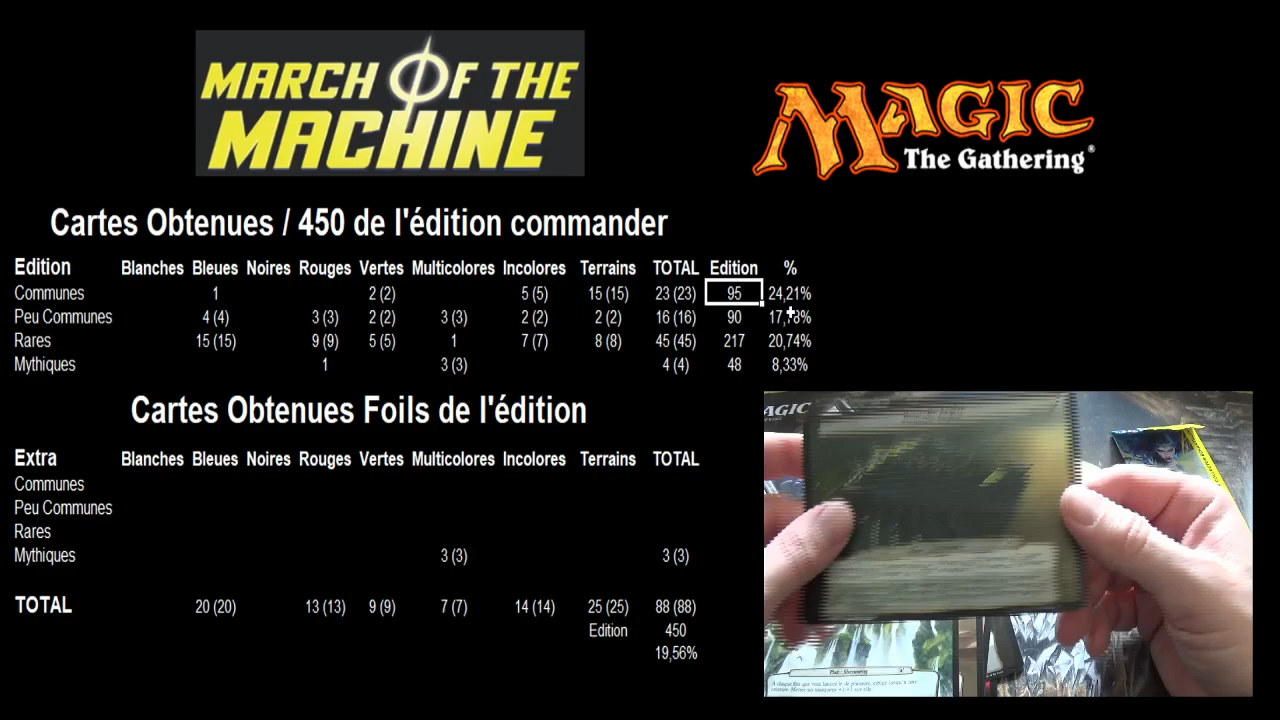 MARCH OF THE
MACHINE
MAGIC
The Gathering®
Cartes Obtenues / 450 de l'édition commander
Edition Blanches Bleues Noires Rouges Vertes Multicolores Incolores Terrains TOTAL Edition %
Communes 1 2 (2) 5 (5) 15 (15) 23 (23) 95 24,21%
Peu Communes 4 (4) 3 (3) 2 (2) 3 (3) 2 (2) 2 (2) 16 (16) 90 17,78%
Rares 15 (15) 9 (9) 5 (5) 1 7 (7) 8 (8) 45 (45) 217 20,74%
Mythiques 1 3 (3) 4 (4) 48 8,33%
Cartes Obtenues Foils de l'édition
Extra Blanches Bleues Noires Rouges Vertes Multicolores Incolores Terrains TOTAL
Communes
Peu Communes
Rares
Mythiques 3 (3) 3 (3)
TOTAL 20 (20) 13 (13) 9 (9) 7 (7) 14 (14) 25 (25) 88 (88)
Edition 450
19,56%